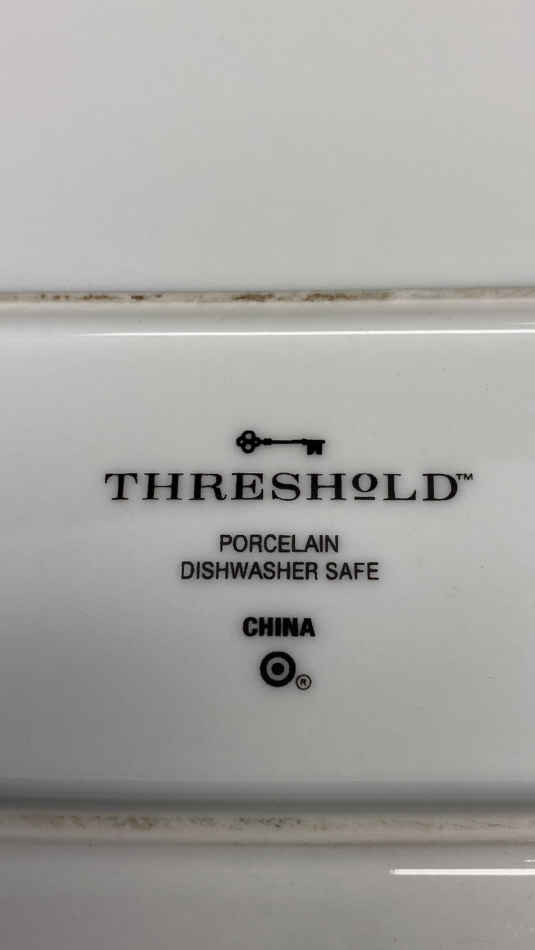 THRESHOLD™
PORCELAIN
DISHWASHER SAFE
CHINA
®